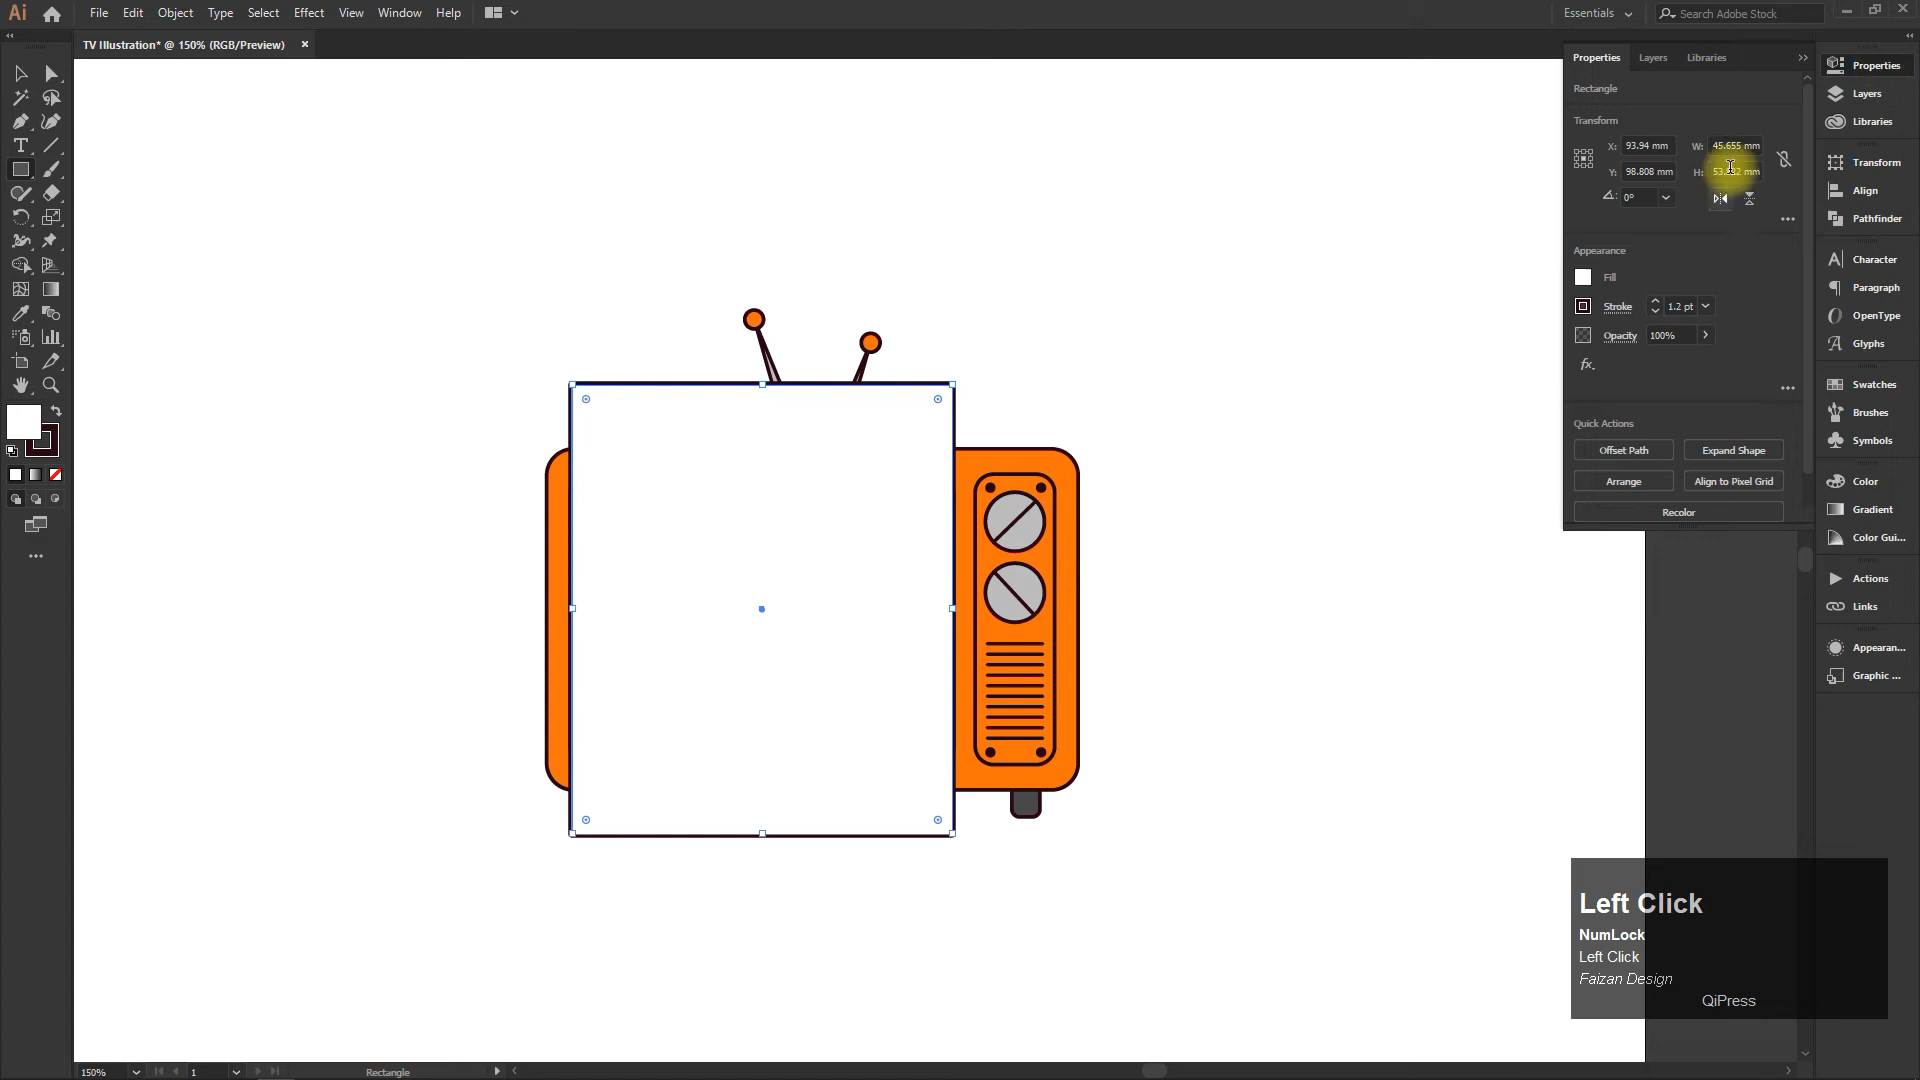 Ai File Edit Object Type Select Effect View Window Help Essentials Search Adobe Stock
TV Illustration* @ 150% (RGB/Preview) ×
Properties Layers Libraries
Rectangle
Transform
X: 93.94 mm W: 45.655 mm
Y: 98.808 mm H: mm
0°
Appearance
Fill
Stroke 1.2 pt
Opacity 100%
fx.
Quick Actions
Offset Path Expand Shape
Arrange Align to Pixel Grid
Recolor
Properties
Layers
Libraries
Transform
Align
Pathfinder
Character
Paragraph
OpenType
Glyphs
Swatches
Brushes
Symbols
Color
Gradient
Color Gui...
Actions
Links
Appearan...
Graphic ...
Left Click
NumLock
Left Click
Faizan Design
QiPress
150% 1 Rectangle